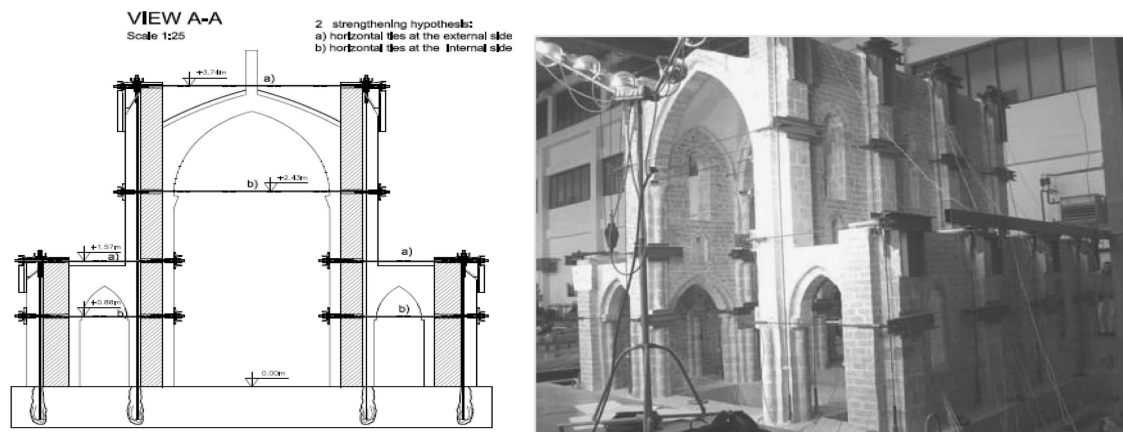 VIEW A-A
Scale 1:25
2 strengthening hypothesis:
a) horizontal ties at the external side
b) horizontal ties at the internal side
+3.74m
a)
b)
+2.43m
+1.57m
a)
a)
+0.88m
b)
b)
0.00m